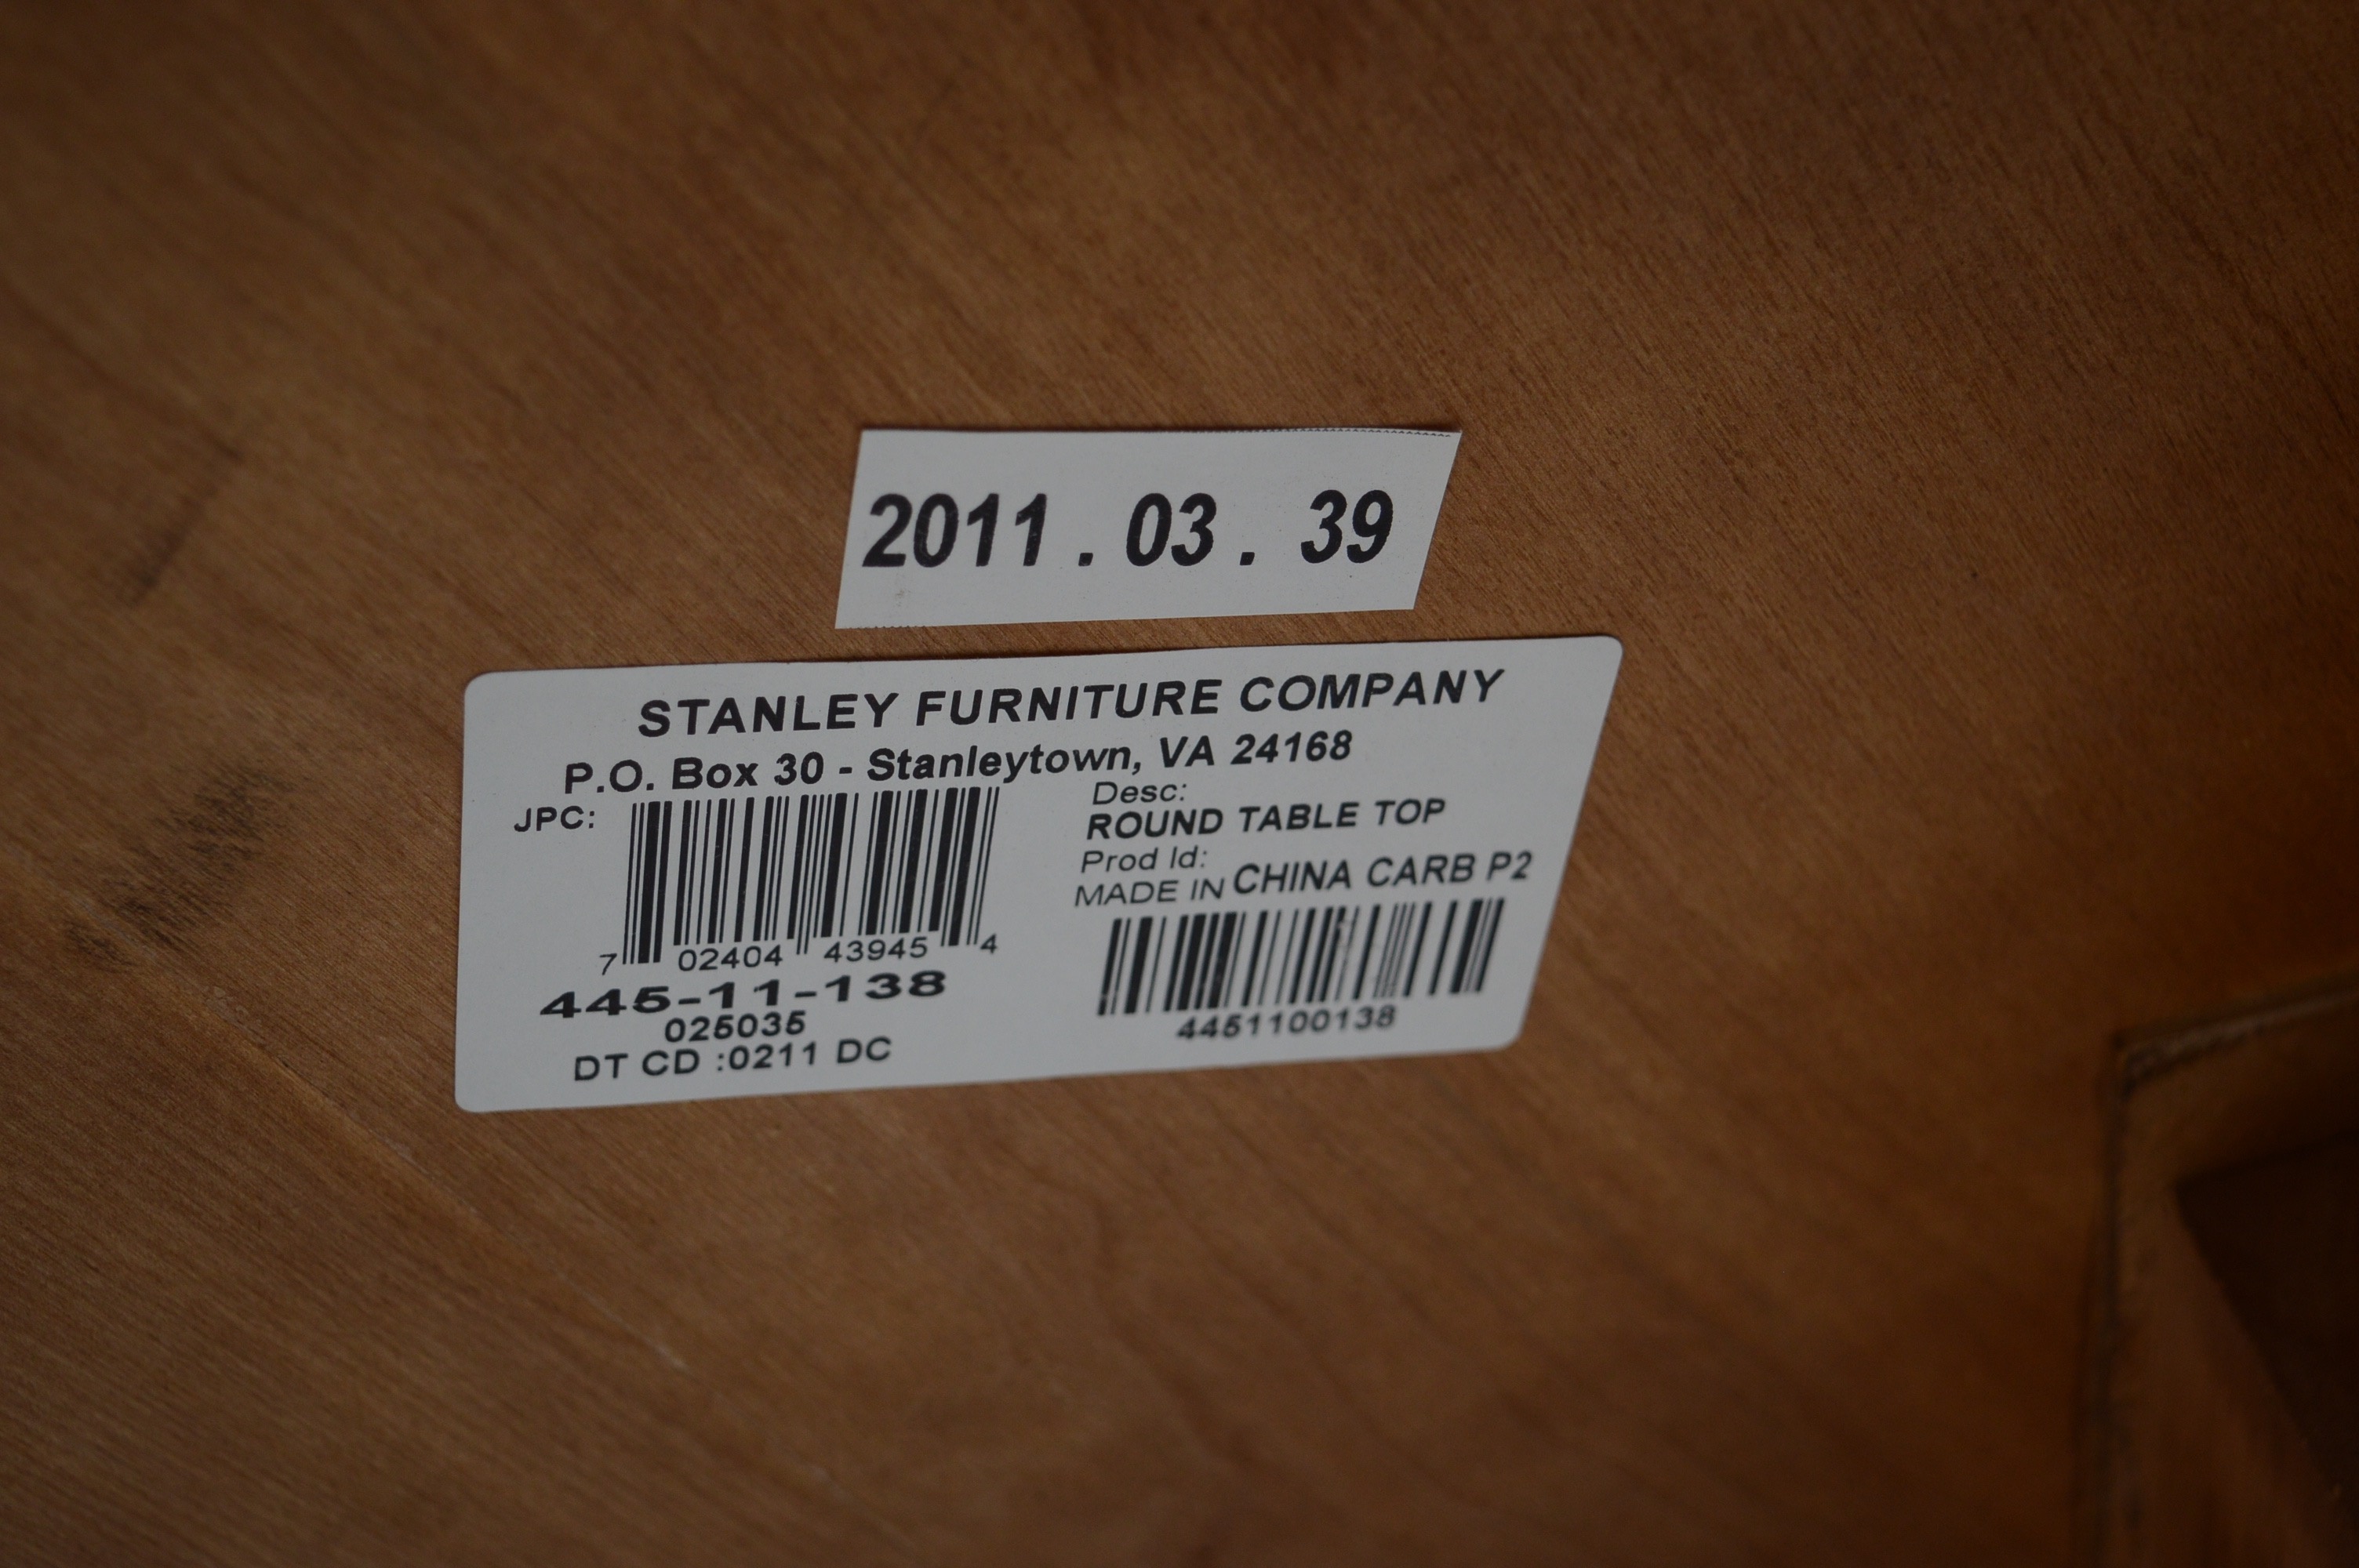 2011 . 03 . 39
STANLEY FURNITURE COMPANY
P.O. Box 30 - Stanleytown, VA 24168
JPC:
7 02404 43945 4
445-11-138
025035
DT CD :0211 DC
Desc:
ROUND TABLE TOP
Prod Id:
MADE IN CHINA CARB P2
4451100138